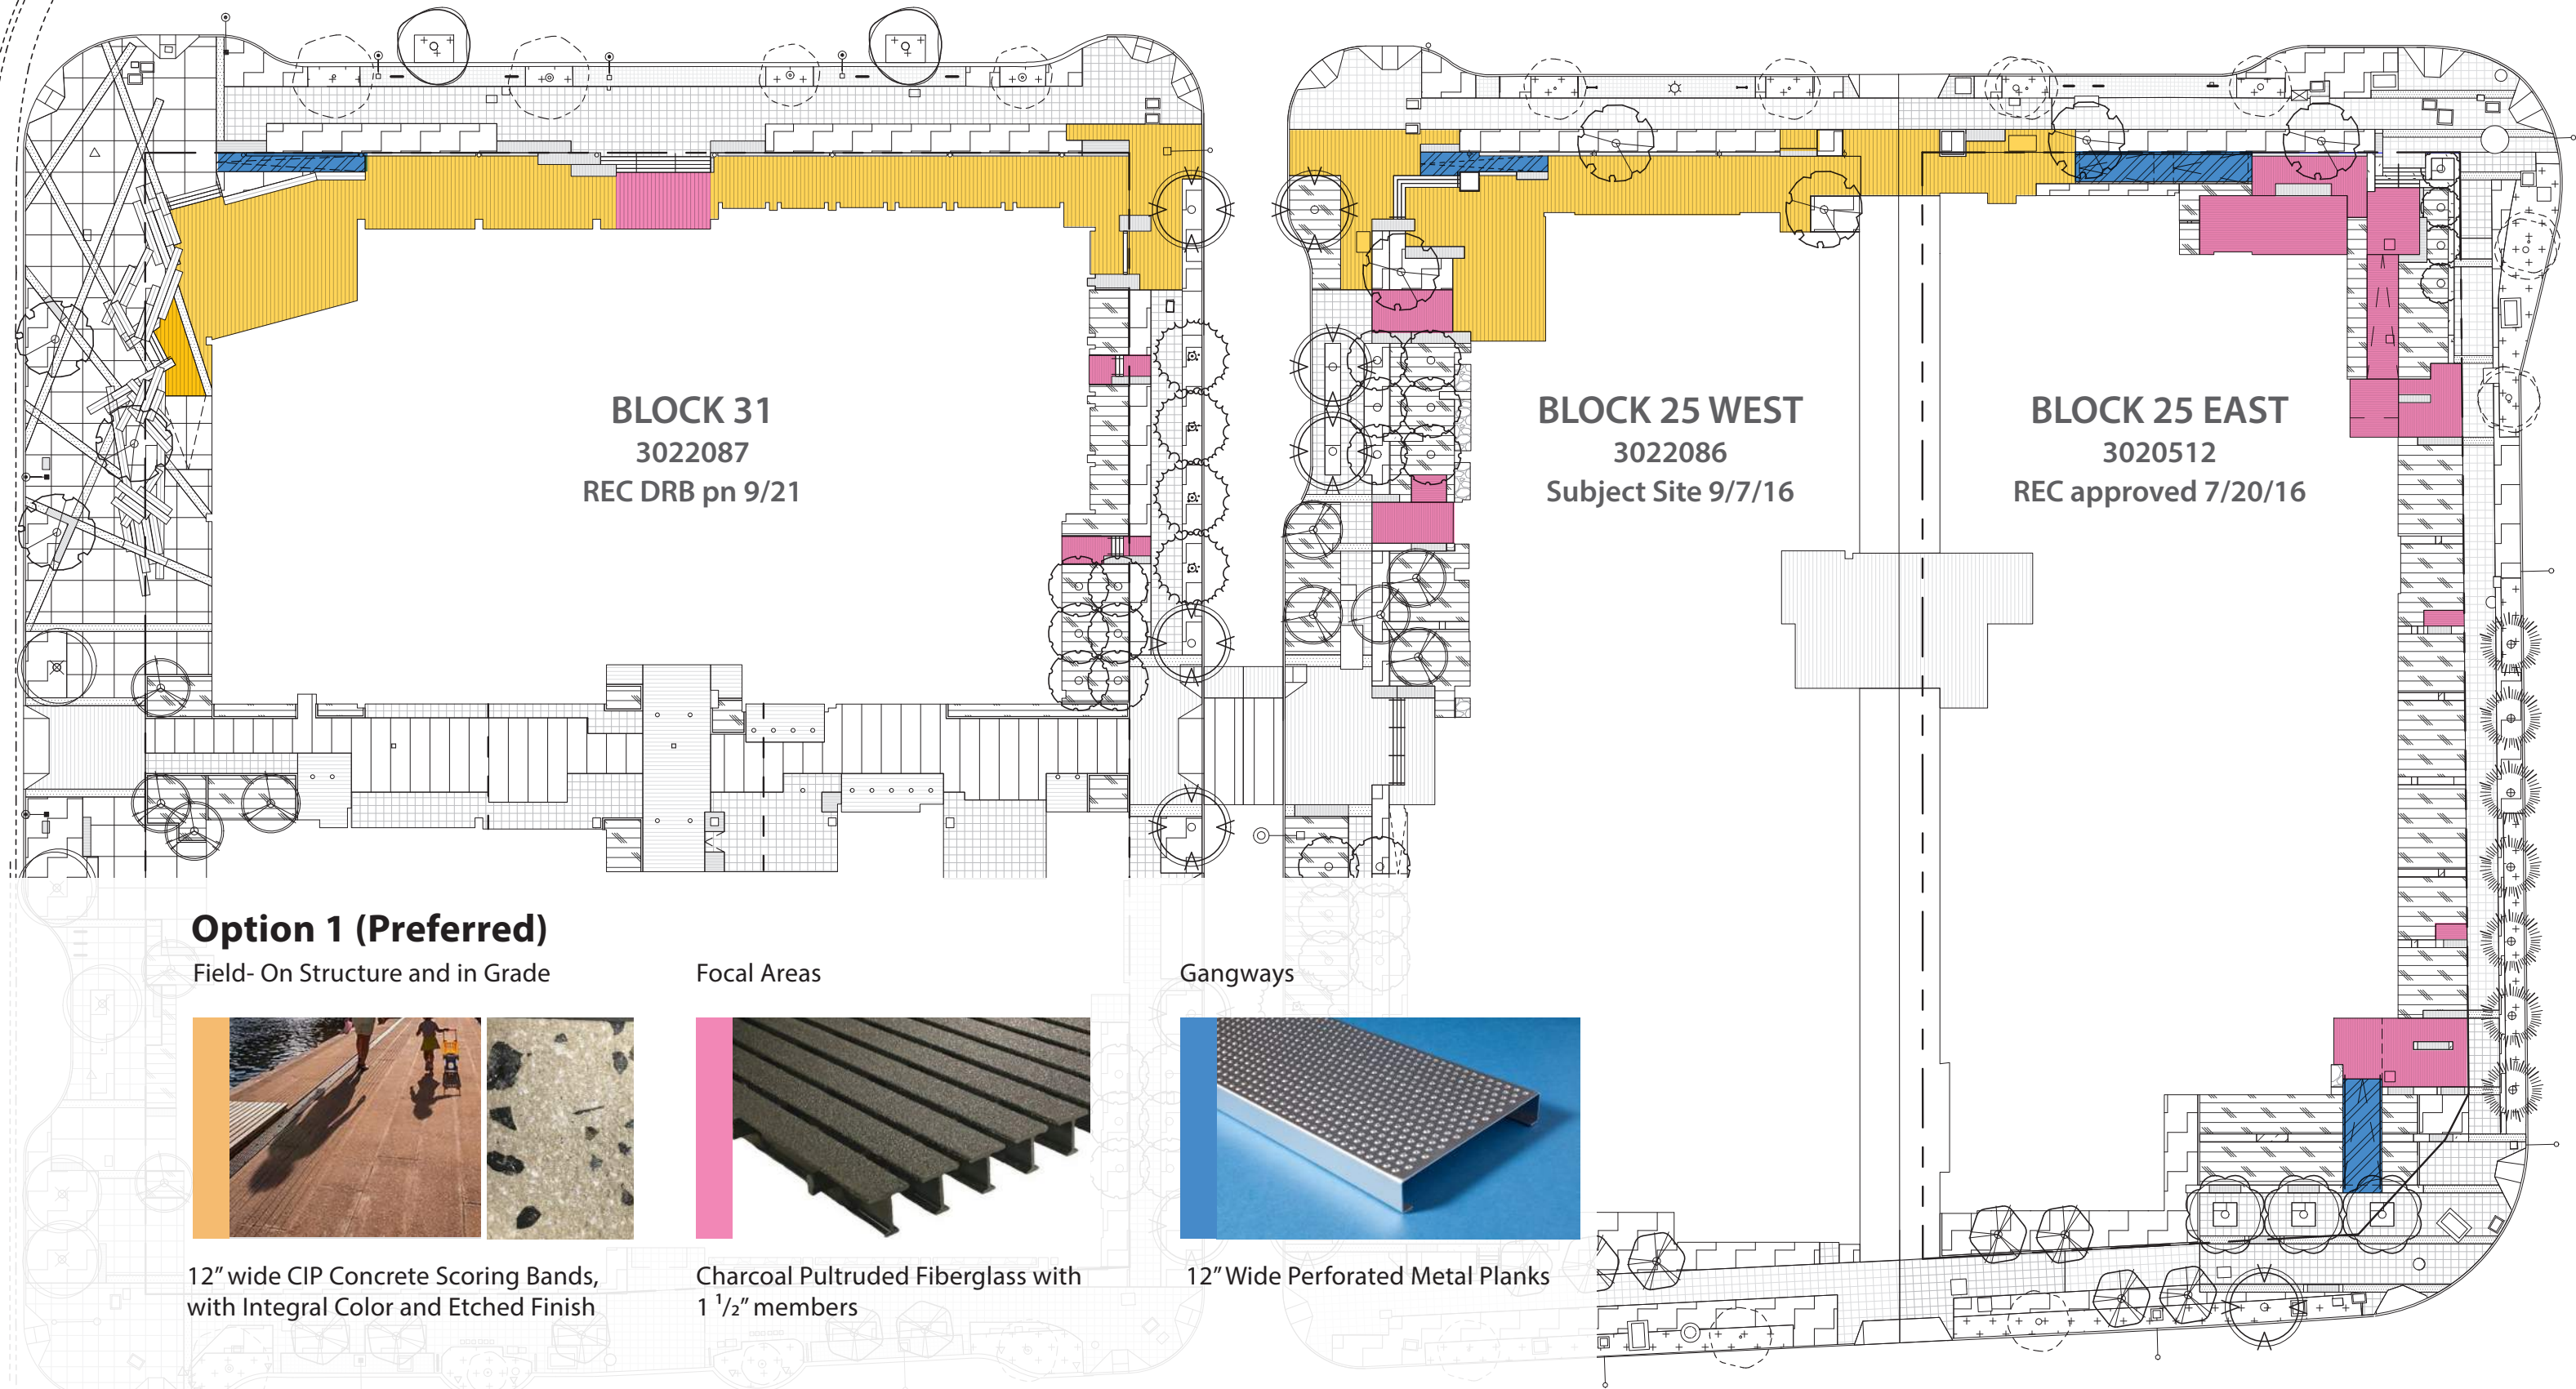 BLOCK 31
3022087
REC DRB pn 9/21
BLOCK 25 WEST
3022086
Subject Site 9/7/16
BLOCK 25 EAST
3020512
REC approved 7/20/16
Option 1 (Preferred)
Field- On Structure and in Grade
12” wide CIP Concrete Scoring Bands,
with Integral Color and Etched Finish
Focal Areas
Charcoal Pultruded Fiberglass with
1 1/2” members
Gangways
12” Wide Perforated Metal Planks